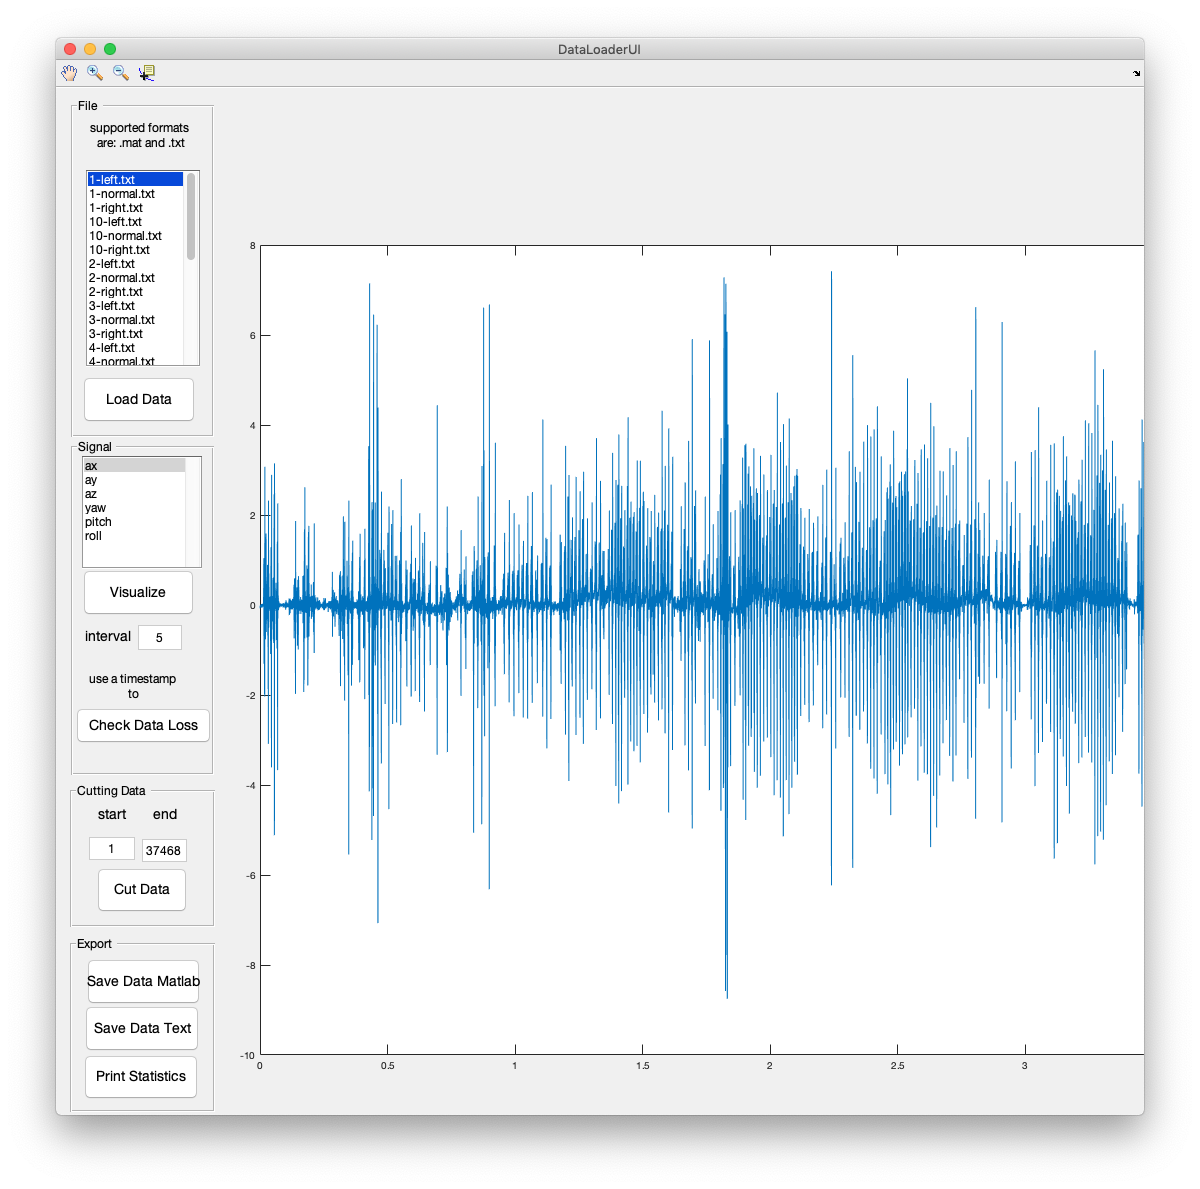 DataLoaderUI
File
supported formats
are: .mat and .txt
1-left.txt
1-normal.txt
1-right.txt
10-left.txt
10-normal.txt
10-right.txt
2-left.txt
2-normal.txt
2-right.txt
3-left.txt
3-normal.txt
3-right.txt
4-left.txt
4-normal.txt
Load Data
Signal
ax
ay
az
yaw
pitch
roll
Visualize
interval 5
use a timestamp
to
Check Data Loss
Cutting Data
start end
1 37468
Cut Data
Export
Save Data Matlab
Save Data Text
Print Statistics
8
6
4
2
0
-2
-4
-6
-8
-10
0 0.5 1 1.5 2 2.5 3